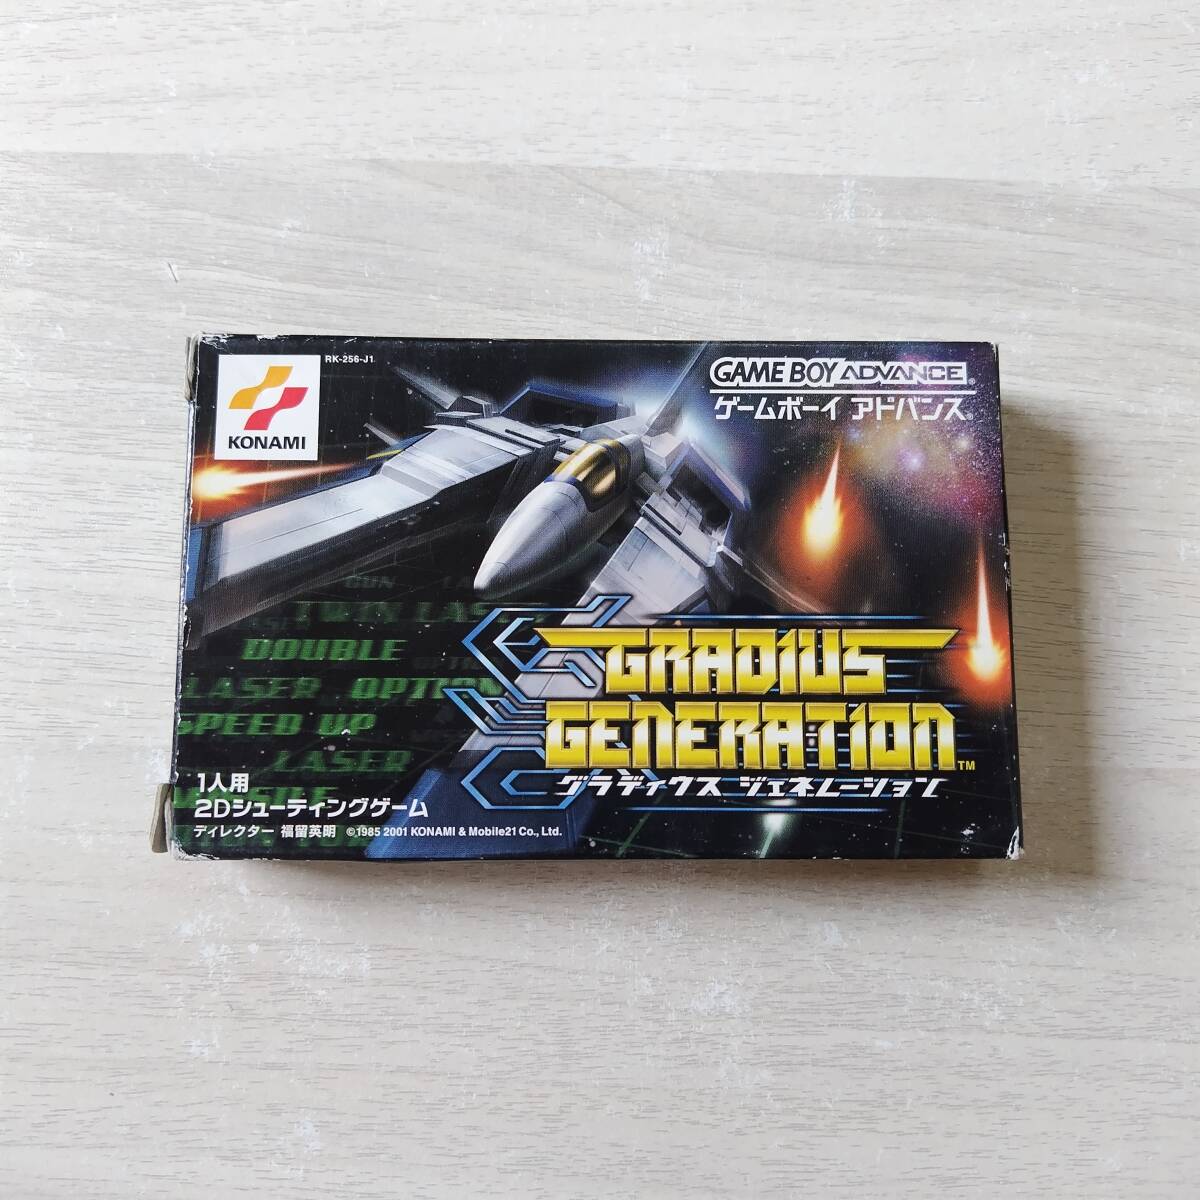 KONAMI
RK-256-J1
GAME BOY ADVANCE
ゲームボーイ アドバンス
GUN
TWIN LAS
DOUBLE
LASER OPTION
SPEED UP
LASER
GRADIUS
GENERATION™
グラディウス ジェネレーション
1人用
2Dシューティングゲーム
ディレクター 福留英明 ©1985 2001 KONAMI & Mobile21 Co., Ltd.